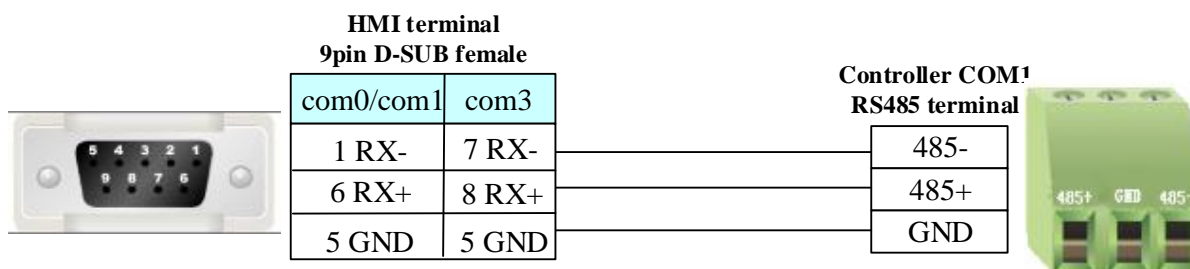 HMI terminal
9pin D-SUB female
com0/com1 com3
1 RX- 7 RX-
6 RX+ 8 RX+
5 GND 5 GND
5 4 3 2 1
9 8 7 6
Controller COM1
RS485 terminal
485-
485+
GND
485+ GND 485-